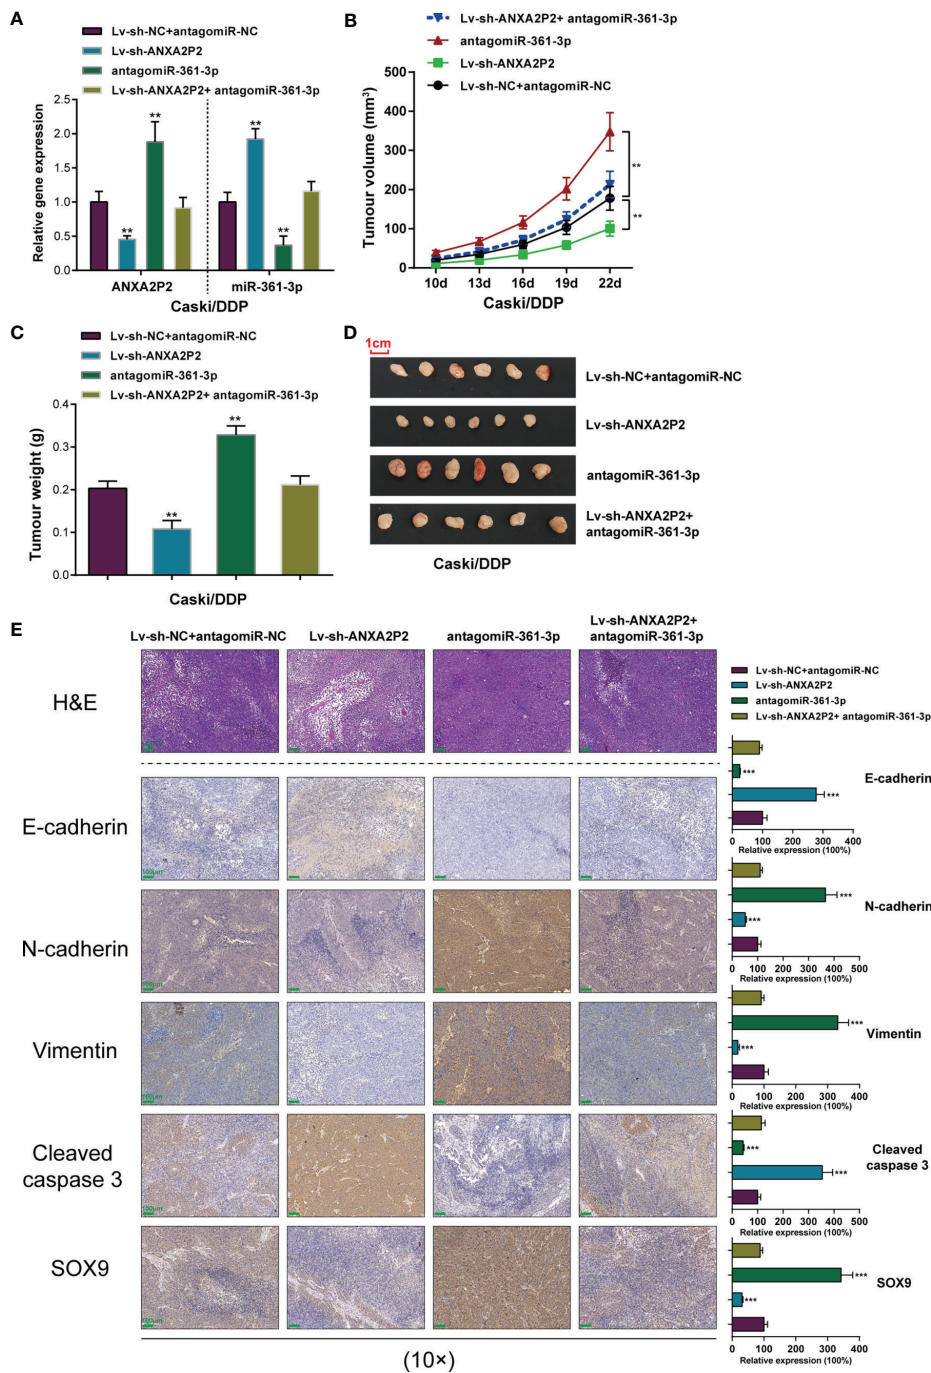 A
Lv-sh-NC+antagomiR-NC
Lv-sh-ANXA2P2
antagomiR-361-3p
Lv-sh-ANXA2P2+ antagomiR-361-3p
Relative gene expression
2.5
2.0
1.5
1.0
0.5
0.0
**
**
**
**
ANXA2P2
miR-361-3p
Caski/DDP
B
Lv-sh-ANXA2P2+ antagomiR-361-3p
antagomiR-361-3p
Lv-sh-ANXA2P2
Lv-sh-NC+antagomiR-NC
Tumour volume (mm³)
500
400
300
200
100
0
**
**
10d 13d 16d 19d 22d
Caski/DDP
C
Lv-sh-NC+antagomiR-NC
Lv-sh-ANXA2P2
antagomiR-361-3p
Lv-sh-ANXA2P2+ antagomiR-361-3p
Tumour weight (g)
0.4
0.3
0.2
0.1
0.0
**
**
Caski/DDP
D
1cm
Lv-sh-NC+antagomiR-NC
Lv-sh-ANXA2P2
antagomiR-361-3p
Lv-sh-ANXA2P2+
antagomiR-361-3p
Caski/DDP
E
Lv-sh-NC+antagomiR-NC
Lv-sh-ANXA2P2
antagomiR-361-3p
Lv-sh-ANXA2P2+
antagomiR-361-3p
H&E
E-cadherin
100μm
N-cadherin
100μm
Vimentin
100μm
Cleaved
caspase 3
100μm
SOX9
100μm
(10×)
Lv-sh-NC+antagomiR-NC
Lv-sh-ANXA2P2
antagomiR-361-3p
Lv-sh-ANXA2P2+ antagomiR-361-3p
***
***
E-cadherin
0 100 200 300 400
Relative expression (100%)
***
***
N-cadherin
0 100 200 300 400 500
Relative expression (100%)
***
***
Vimentin
0 100 200 300 400
Relative expression (100%)
***
***
Cleaved
caspase 3
0 100 200 300 400 500
Relative expression (100%)
***
***
SOX9
0 100 200 300 400
Relative expression (100%)